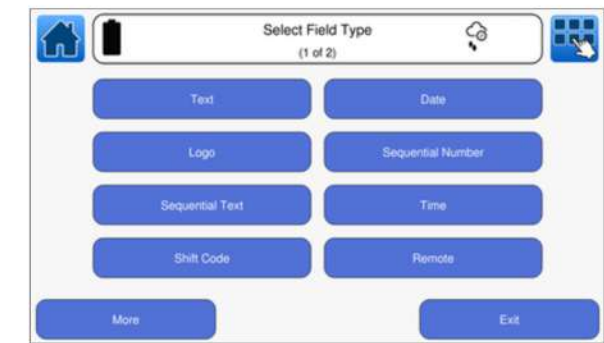 Select Field Type
(1 of 2)
Text
Date
Logo
Sequential Number
Sequential Text
Time
Shift Code
Remote
More
Exit